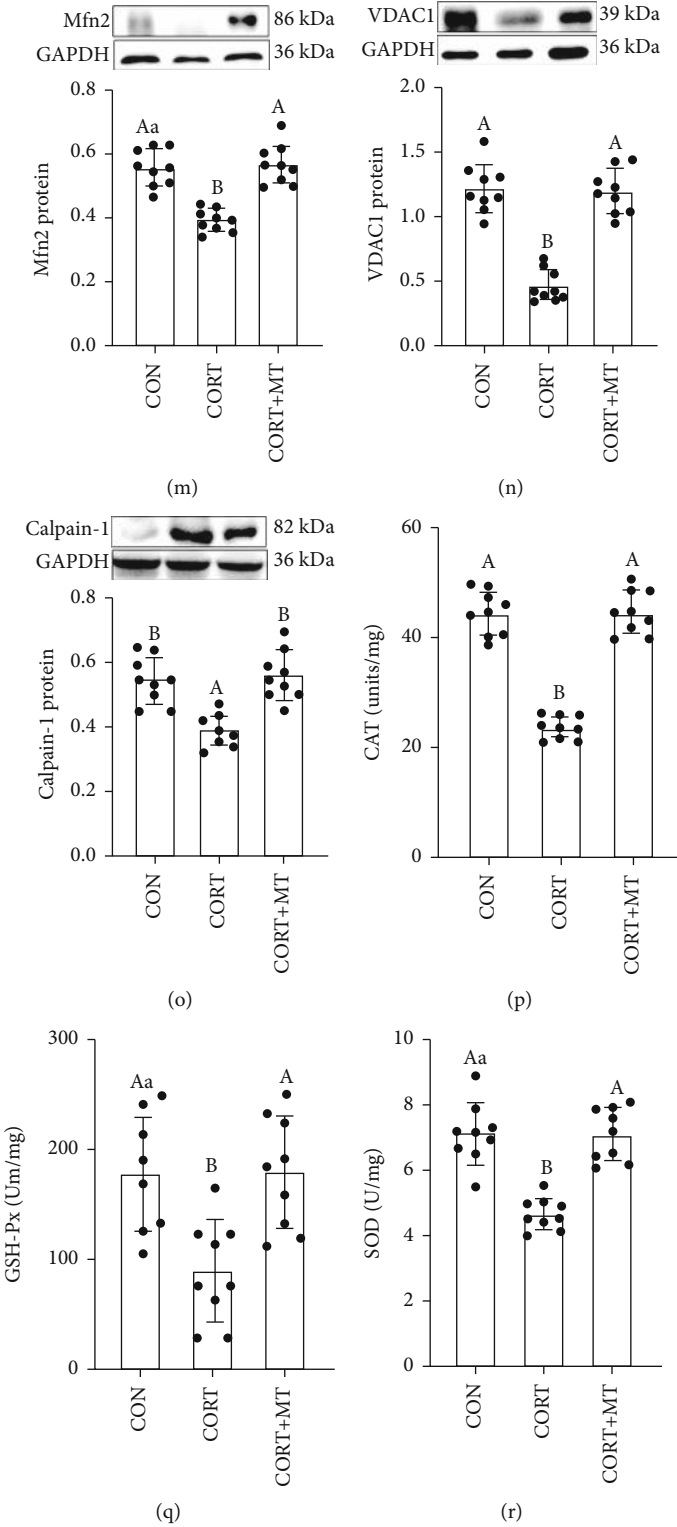 Mfn2
86 kDa
GAPDH
36 kDa
0.8
0.6
0.4
0.2
0.0
Mfn2 protein
Aa
B
A
CON
CORT
CORT+MT
(m)
VDAC1
39 kDa
GAPDH
36 kDa
2.0
1.5
1.0
0.5
0.0
VDAC1 protein
A
B
A
CON
CORT
CORT+MT
(n)
Calpain-1
82 kDa
GAPDH
36 kDa
0.8
0.6
0.4
0.2
0.0
Calpain-1 protein
B
A
B
CON
CORT
CORT+MT
(o)
60
40
20
0
CAT (units/mg)
A
B
A
CON
CORT
CORT+MT
(p)
300
200
100
0
GSH-Px (Um/mg)
Aa
B
A
CON
CORT
CORT+MT
(q)
10
8
6
4
2
0
SOD (U/mg)
Aa
B
A
CON
CORT
CORT+MT
(r)